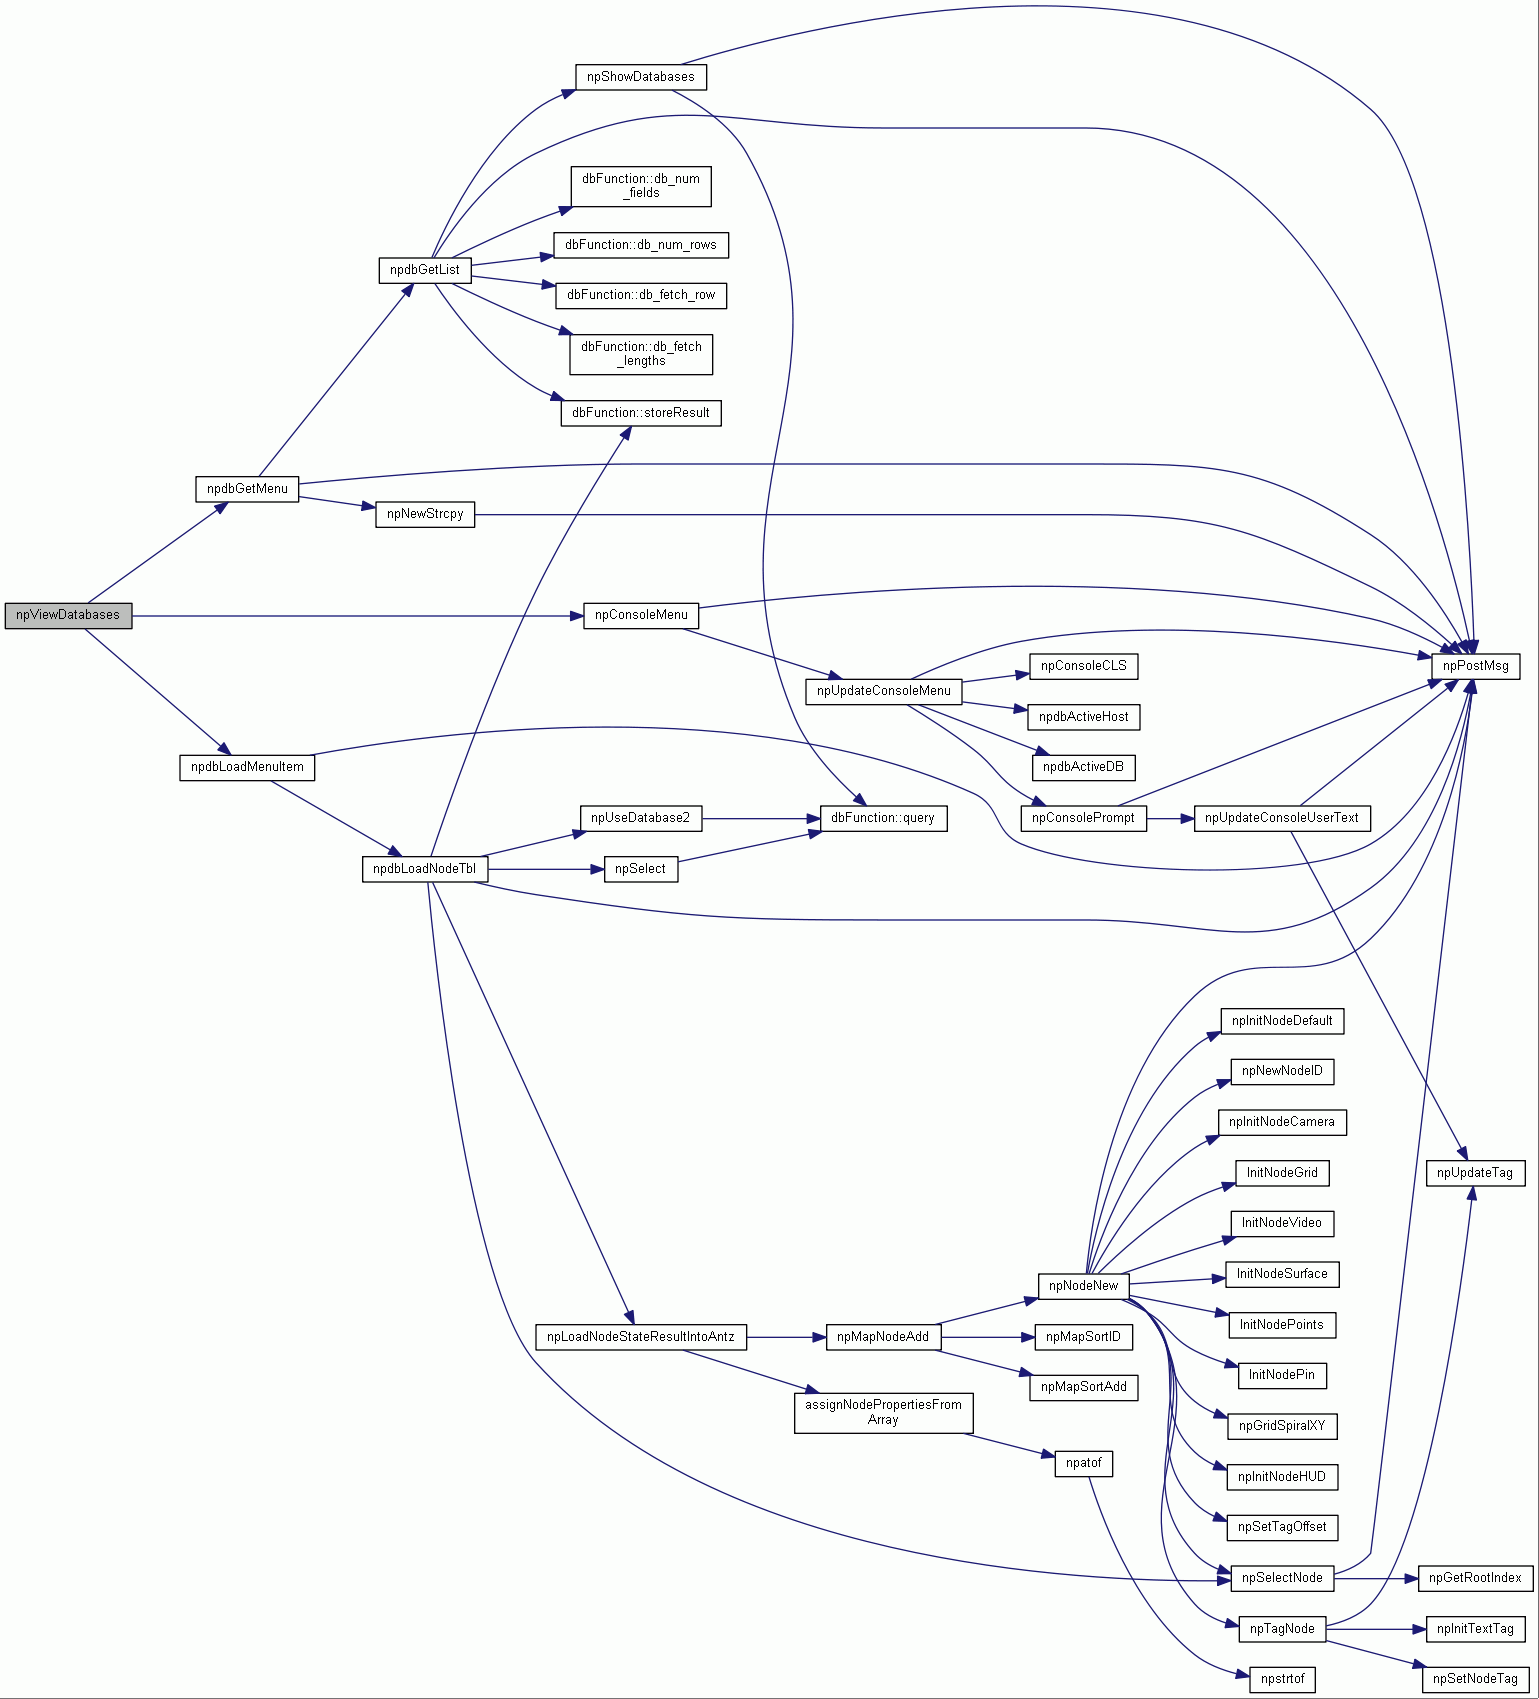 npShowDatabases
dbFunction::db_num
_fields
dbFunction::db_num_rows
npdbGetList
dbFunction::db_fetch_row
dbFunction::db_fetch
_lengths
dbFunction::storeResult
npdbGetMenu
npNewStrcpy
npViewDatabases
npConsoleMenu
npPostMsg
npConsoleCLS
npUpdateConsoleMenu
npdbActiveHost
npdbLoadMenuItem
npdbActiveDB
npUseDatabase2
dbFunction::query
npConsolePrompt
npUpdateConsoleUserText
npdbLoadNodeTbl
npSelect
npInitNodeDefault
npNewNodeID
npInitNodeCamera
InitNodeGrid
npUpdateTag
InitNodeVideo
InitNodeSurface
npNodeNew
InitNodePoints
npLoadNodeStateResultIntoAntz
npMapNodeAdd
npMapSortID
InitNodePin
npMapSortAdd
assignNodePropertiesFrom
Array
npGridSpiralXY
npatof
npInitNodeHUD
npSetTagOffset
npSelectNode
npGetRootIndex
npTagNode
npInitTextTag
npstrtof
npSetNodeTag